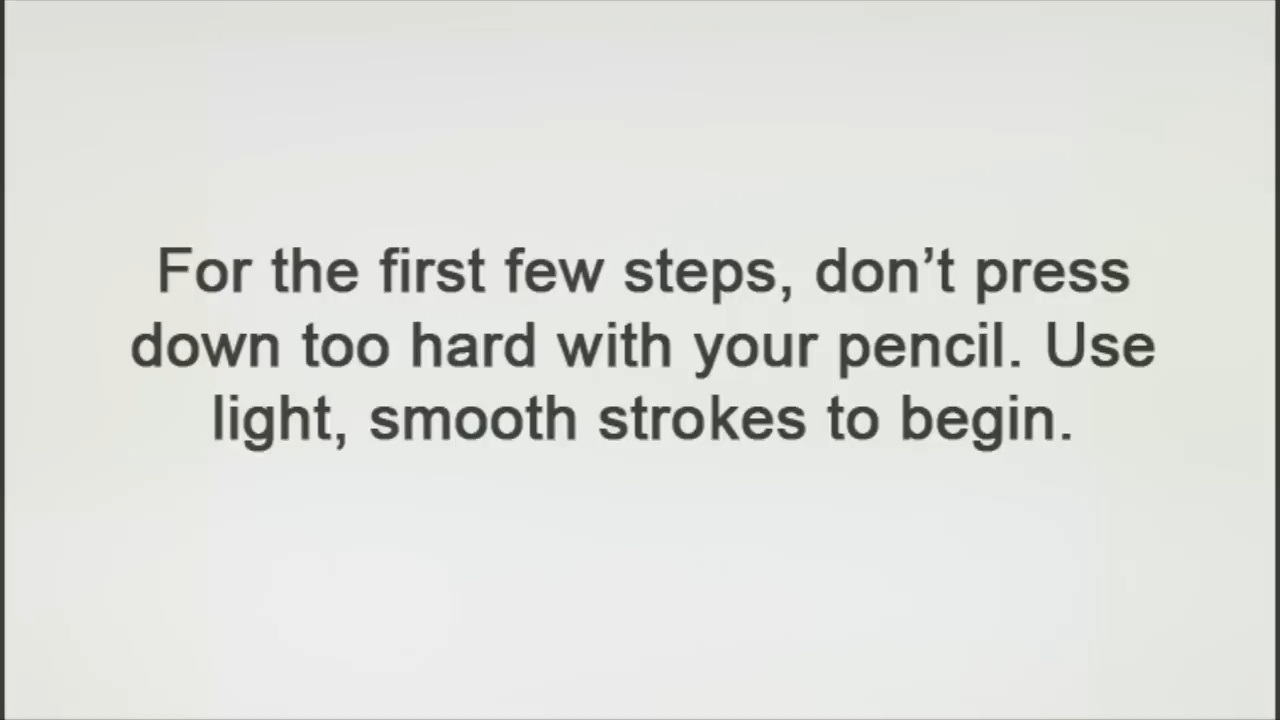 For the first few steps, don’t press
down too hard with your pencil. Use
light, smooth strokes to begin.